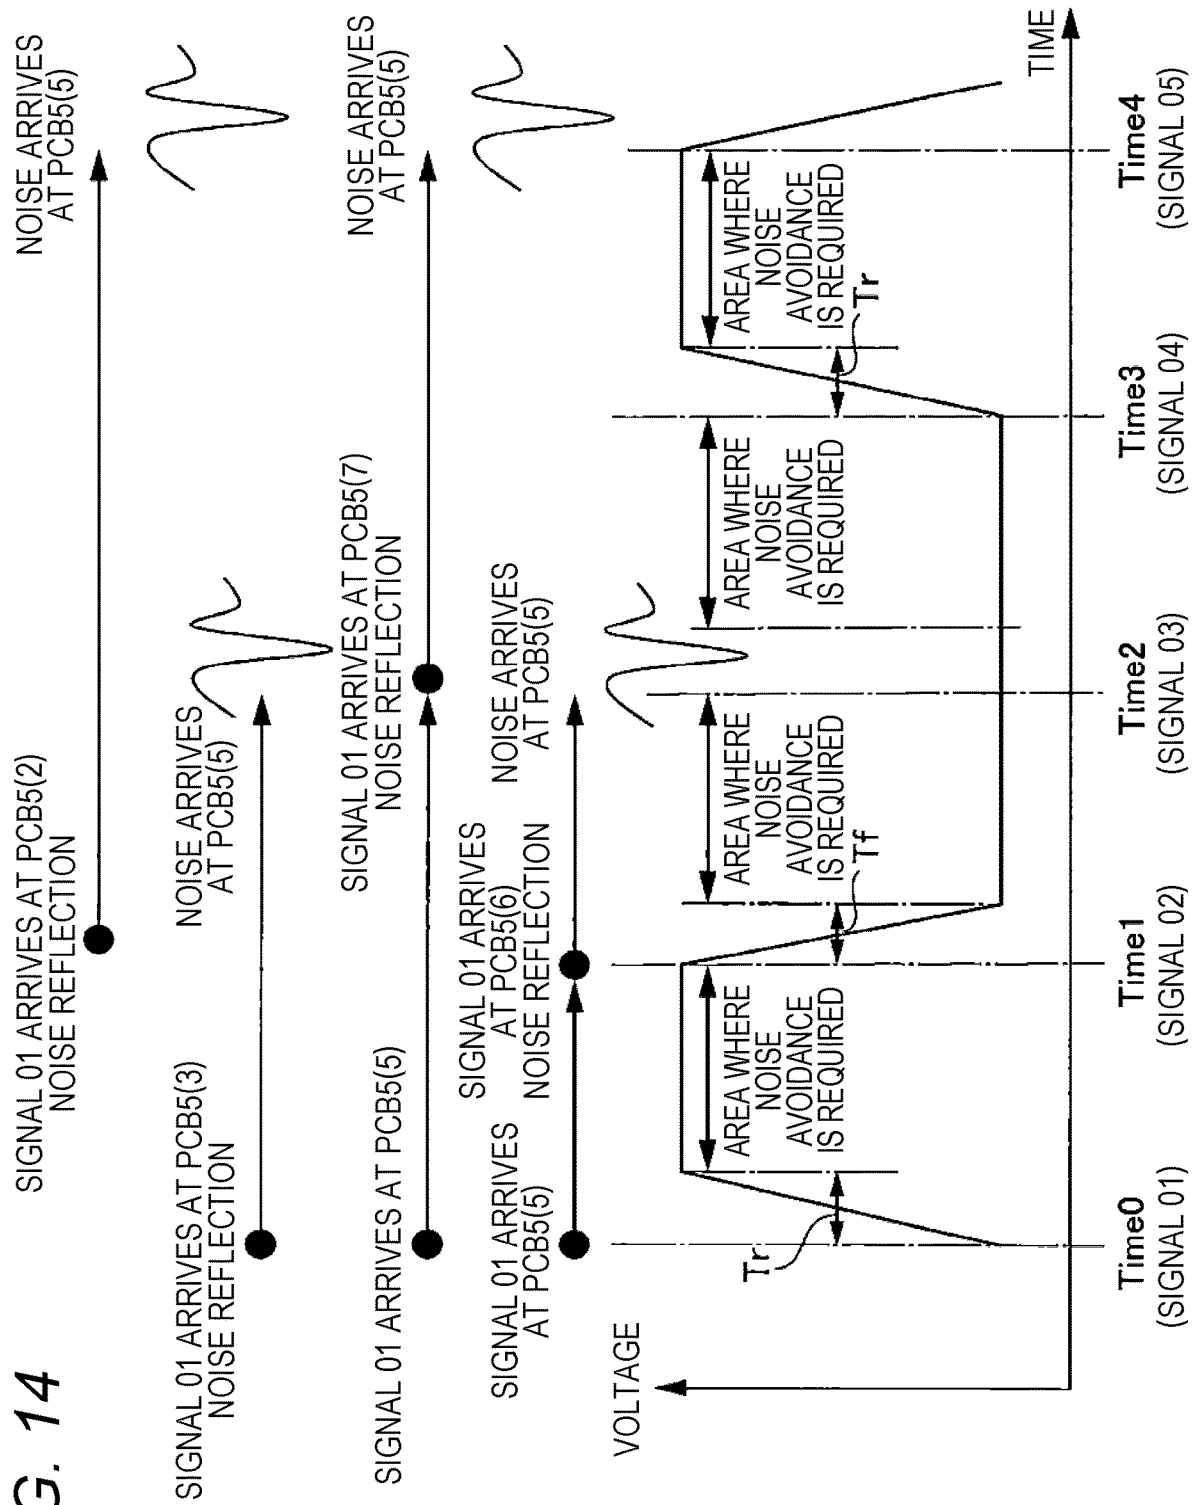 G. 14
SIGNAL 01 ARRIVES AT PCB5(2)
NOISE REFLECTION
NOISE ARRIVES
AT PCB5(5)
SIGNAL 01 ARRIVES AT PCB5(3)
NOISE REFLECTION
NOISE ARRIVES
AT PCB5(5)
SIGNAL 01 ARRIVES AT PCB5(5)
SIGNAL 01 ARRIVES AT PCB5(7)
NOISE REFLECTION
NOISE ARRIVES
AT PCB5(5)
SIGNAL 01 ARRIVES
AT PCB5(5)
SIGNAL 01 ARRIVES
AT PCB5(6)
NOISE REFLECTION
NOISE ARRIVES
AT PCB5(5)
VOLTAGE
Tr
AREA WHERE
NOISE
AVOIDANCE
IS REQUIRED
Tf
AREA WHERE
NOISE
AVOIDANCE
IS REQUIRED
AREA WHERE
NOISE
AVOIDANCE
IS REQUIRED
Tr
AREA WHERE
NOISE
AVOIDANCE
IS REQUIRED
TIME
Time0
(SIGNAL 01)
Time1
(SIGNAL 02)
Time2
(SIGNAL 03)
Time3
(SIGNAL 04)
Time4
(SIGNAL 05)